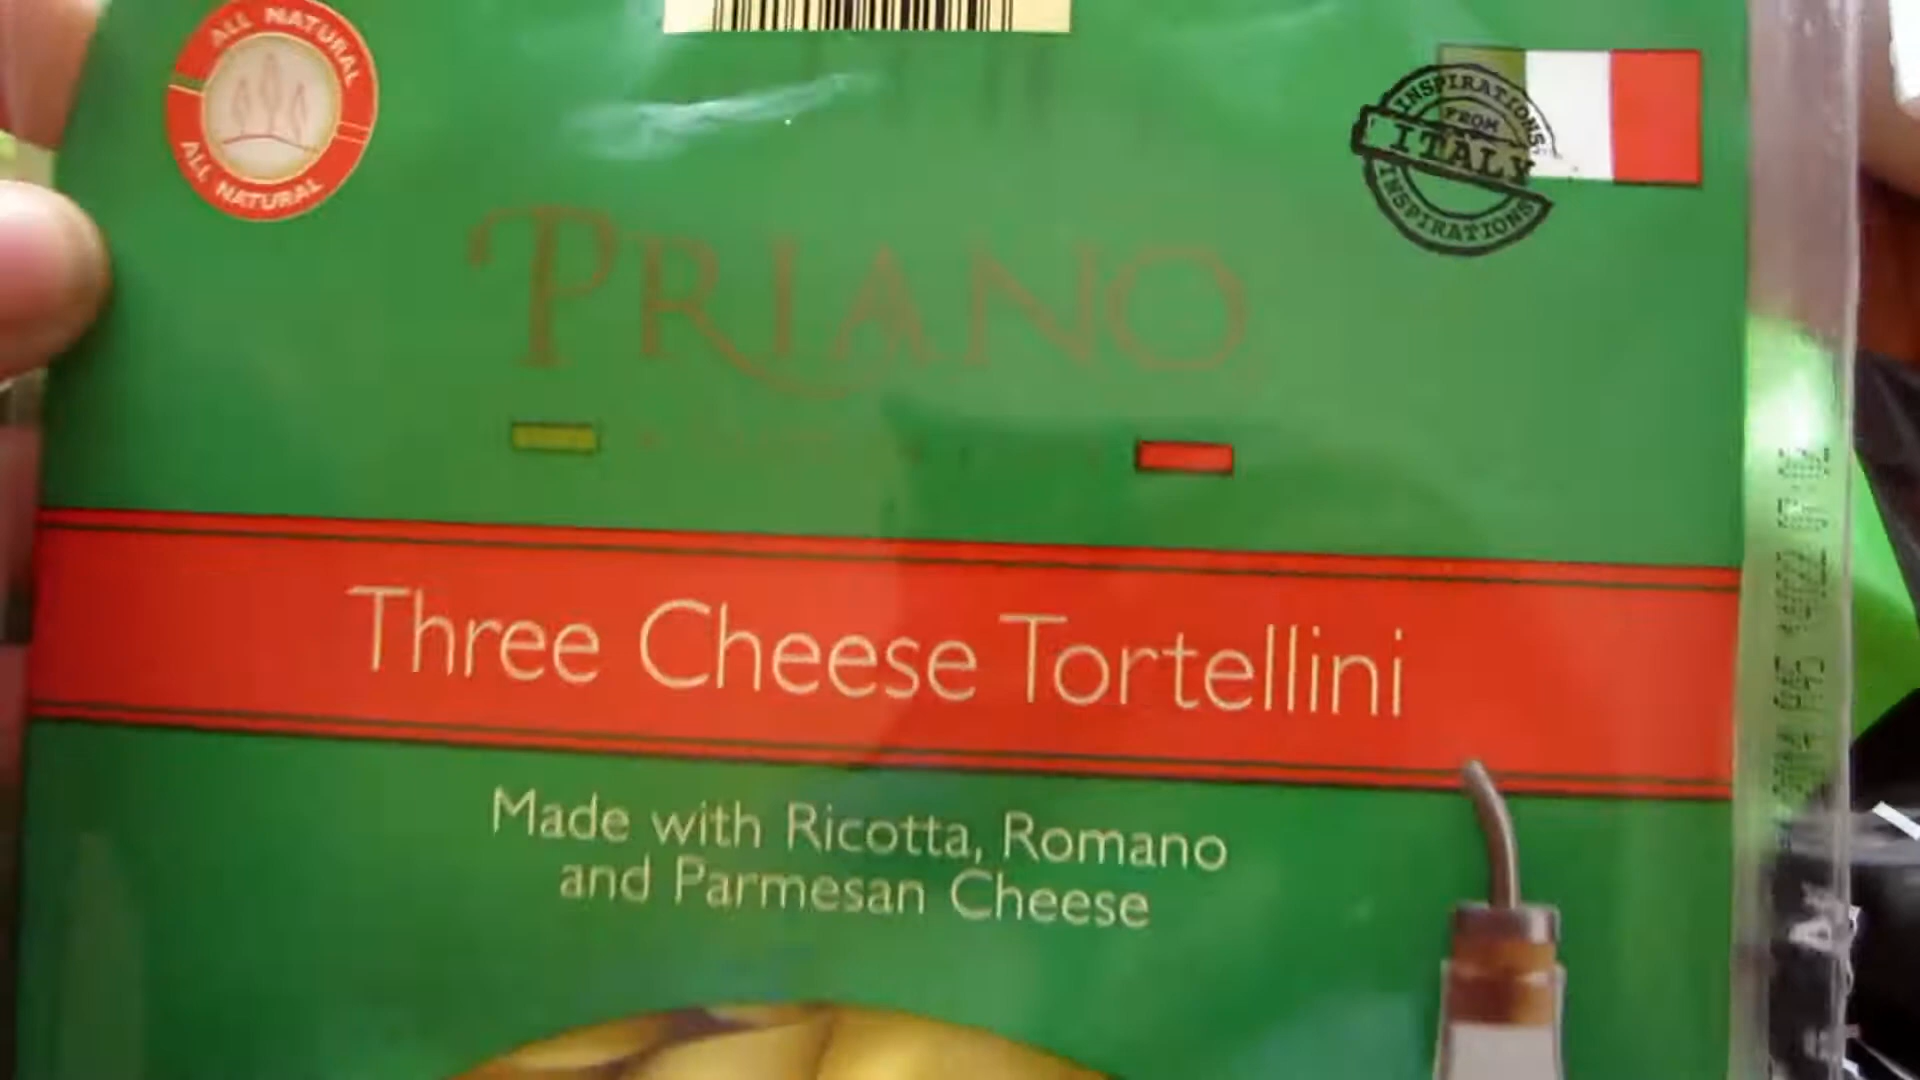 ALL NATURAL
ALL NATURAL
INSPIRATIONS
FROM
ITALY
INSPIRATIONS
PRIANO
Three Cheese Tortellini
Made with Ricotta, Romano
and Parmesan Cheese